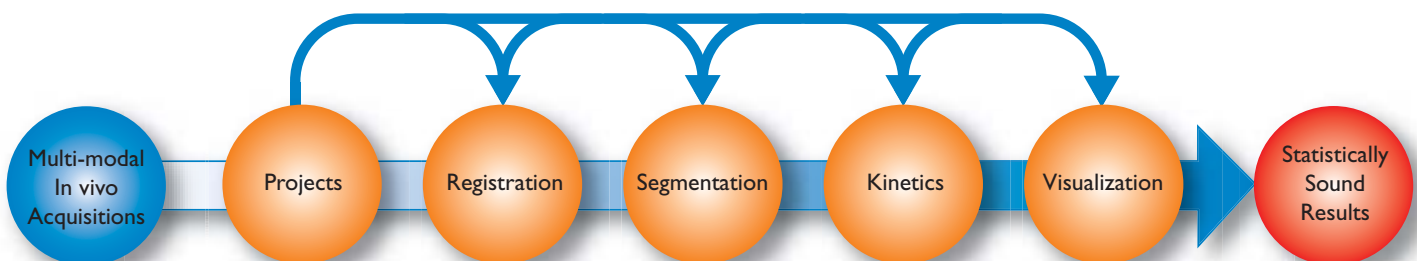 Multi-modal
In vivo
Acquisitions
Projects
Registration
Segmentation
Kinetics
Visualization
Statistically
Sound
Results